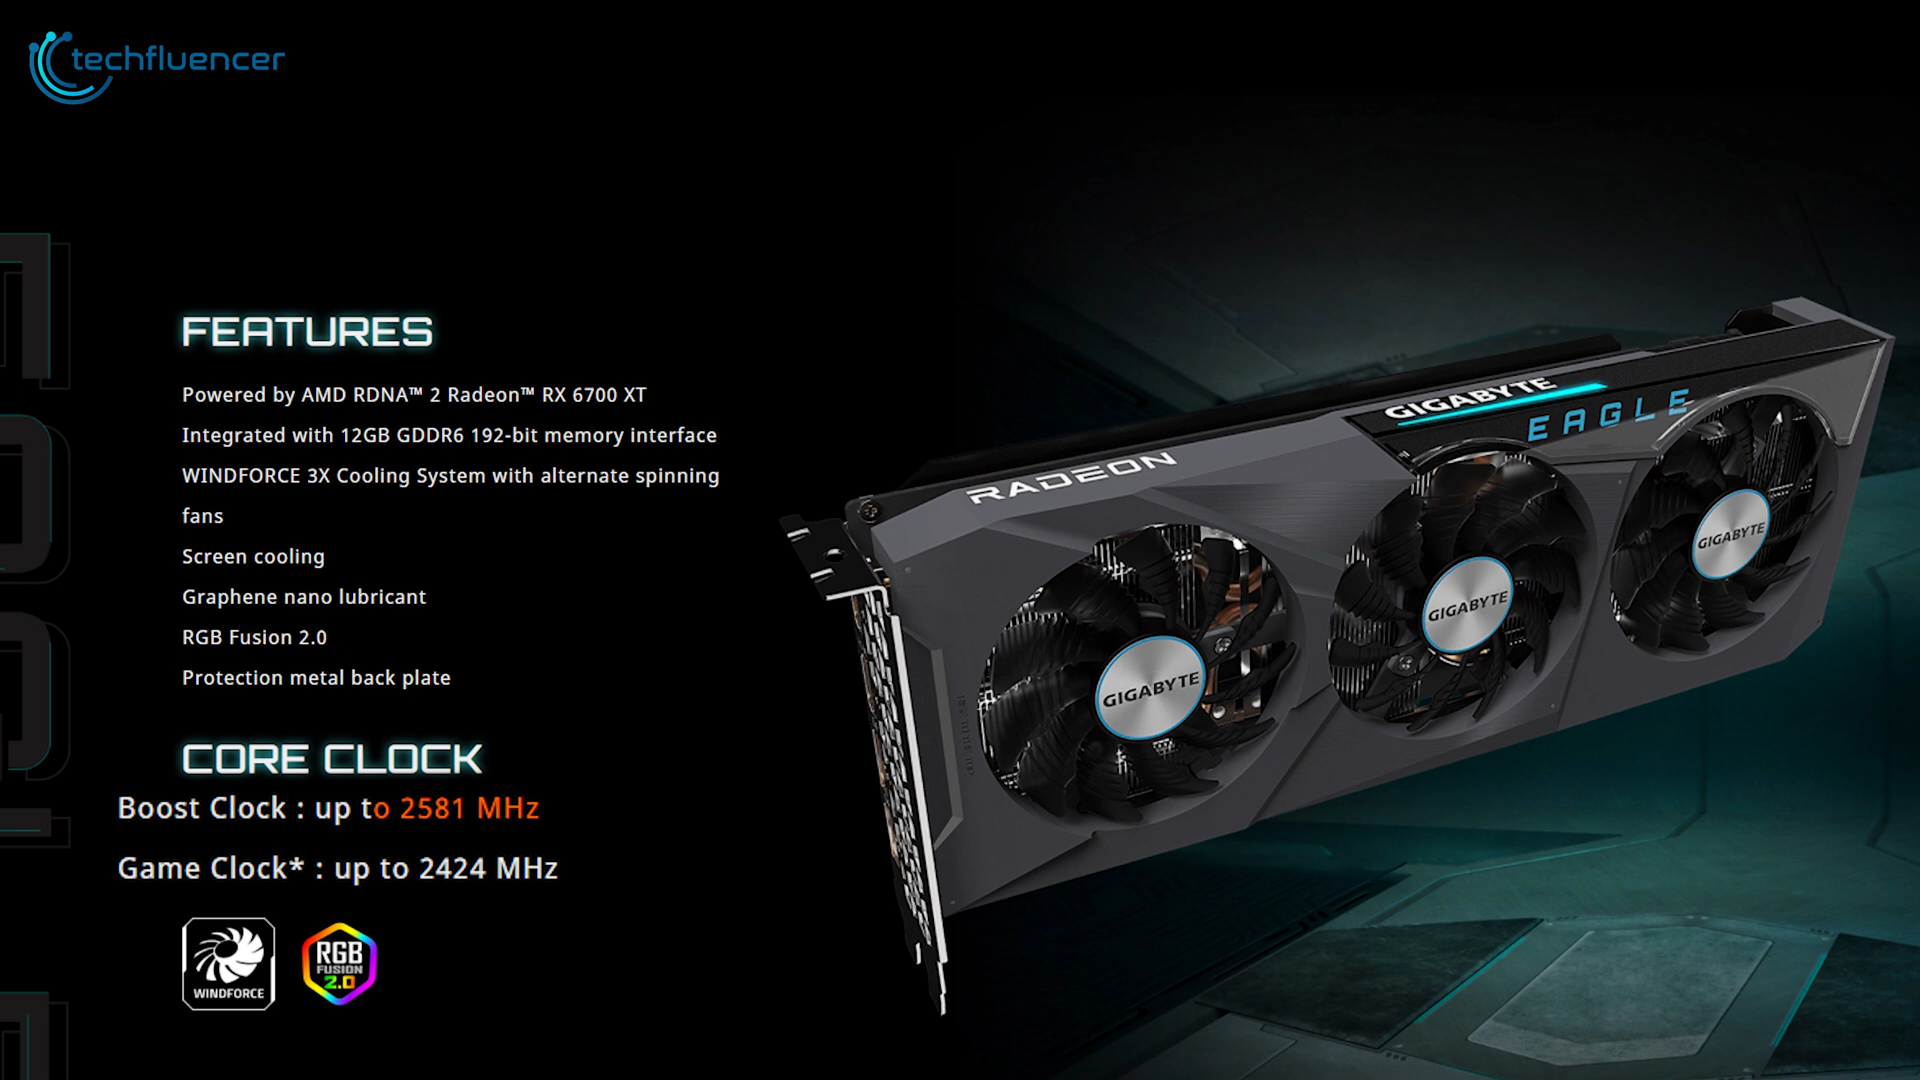 techfluencer
FEATURES
Powered by AMD RDNA™ 2 Radeon™ RX 6700 XT
Integrated with 12GB GDDR6 192-bit memory interface
WINDFORCE 3X Cooling System with alternate spinning
fans
Screen cooling
Graphene nano lubricant
RGB Fusion 2.0
Protection metal back plate
CORE CLOCK
Boost Clock : up to 2581 MHz
Game Clock* : up to 2424 MHz
WINDFORCE
RGB
FUSION
2.0
RADEON
GIGABYTE
EAGLE
GIGABYTE
GIGABYTE
GIGABYTE